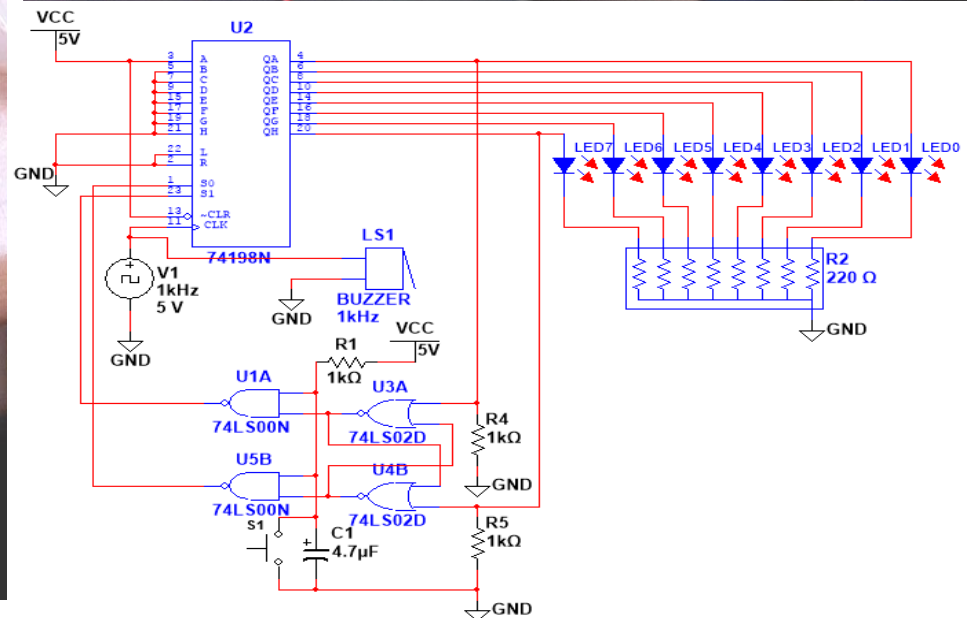 VCC
5V
U2
3 A QA 4
5 B QB 6
7 C QC 8
9 D QD 10
15 E QE 14
17 F QF 16
19 G QG 18
21 H QH 20
22 L
2 R
1 S0
23 S1
13 ~CLR
11 CLK
74198N
GND
LED7 LED6 LED5 LED4 LED3 LED2 LED1 LED0
R2
220 Ω
GND
V1
1kHz
5 V
GND
LS1
BUZZER
1kHz
GND
VCC
5V
R1
1kΩ
U1A
74LS00N
U3A
74LS02D
R4
1kΩ
GND
U5B
74LS00N
U4B
74LS02D
R5
1kΩ
S1
C1
4.7µF
GND